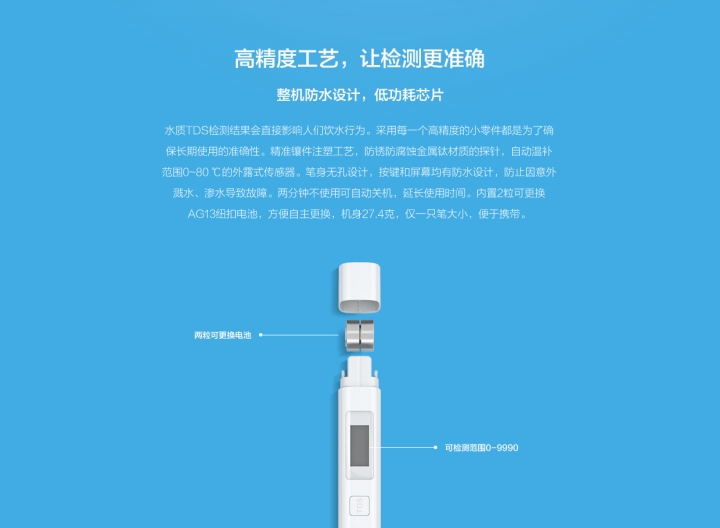 高精度工艺，让检测更准确
整机防水设计，低功耗芯片
水质TDS检测结果会直接影响人们饮水行为。采用每一个高精度的小零件都是为了确
保长期使用的准确性。精准镶件注塑工艺，防锈防腐蚀金属钛材质的探针，自动温补
范围0~80 ℃的外露式传感器。笔身无孔设计，按键和屏幕均有防水设计，防止因意外
溅水、渗水导致故障。两分钟不使用可自动关机，延长使用时间。内置2粒可更换
AG13纽扣电池，方便自主更换，机身27.4克，仅一只笔大小，便于携带。
两粒可更换电池
可检测范围0-9990
TDS